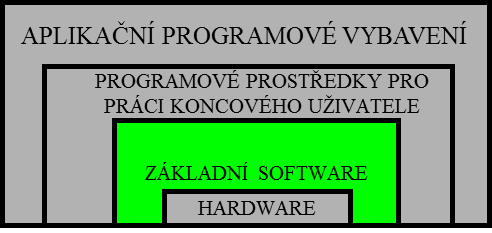 APLIKAČNÍ PROGRAMOVÉ VYBAVENÍ
PROGRAMOVÉ PROSTŘEDKY PRO
PRÁCI KONCOVÉHO UŽIVATELE
ZÁKLADNÍ SOFTWARE
HARDWARE